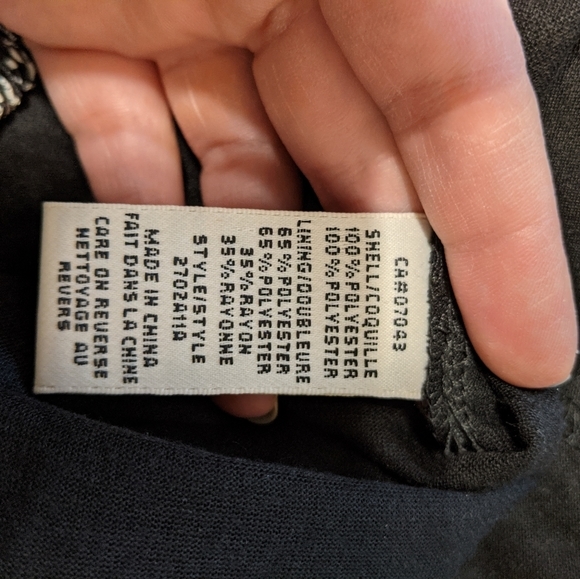 CA#07043
SHELL/COQUILLE
100%POLYESTER
100%POLYESTER
LINING/DOUBLEURE
65%POLYESTER
65%POLYESTER
35%RAYON
35%RAYONNE
STYLE/STYLE
2702A11A
MADE IN CHINA
FAIT DANS LA CHINE
CARE ON REVERSE
NETTOYAGE AU
REVERS